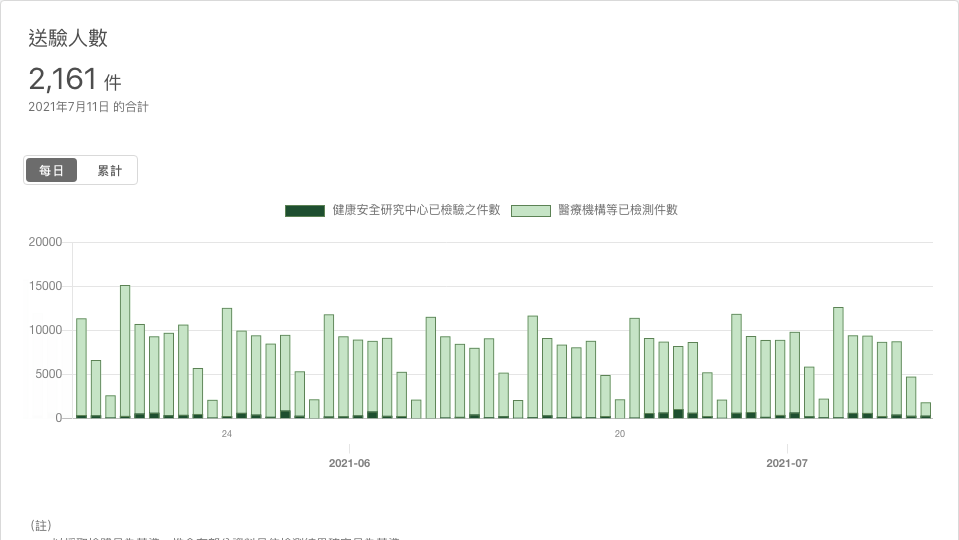 送驗人數
2,161 件
2021年7月11日 的合計
每日 累計
健康安全研究中心已檢驗之件數 醫療機構等已檢測件數
20000
15000
10000
5000
0
24 20
2021-06 2021-07
(註)